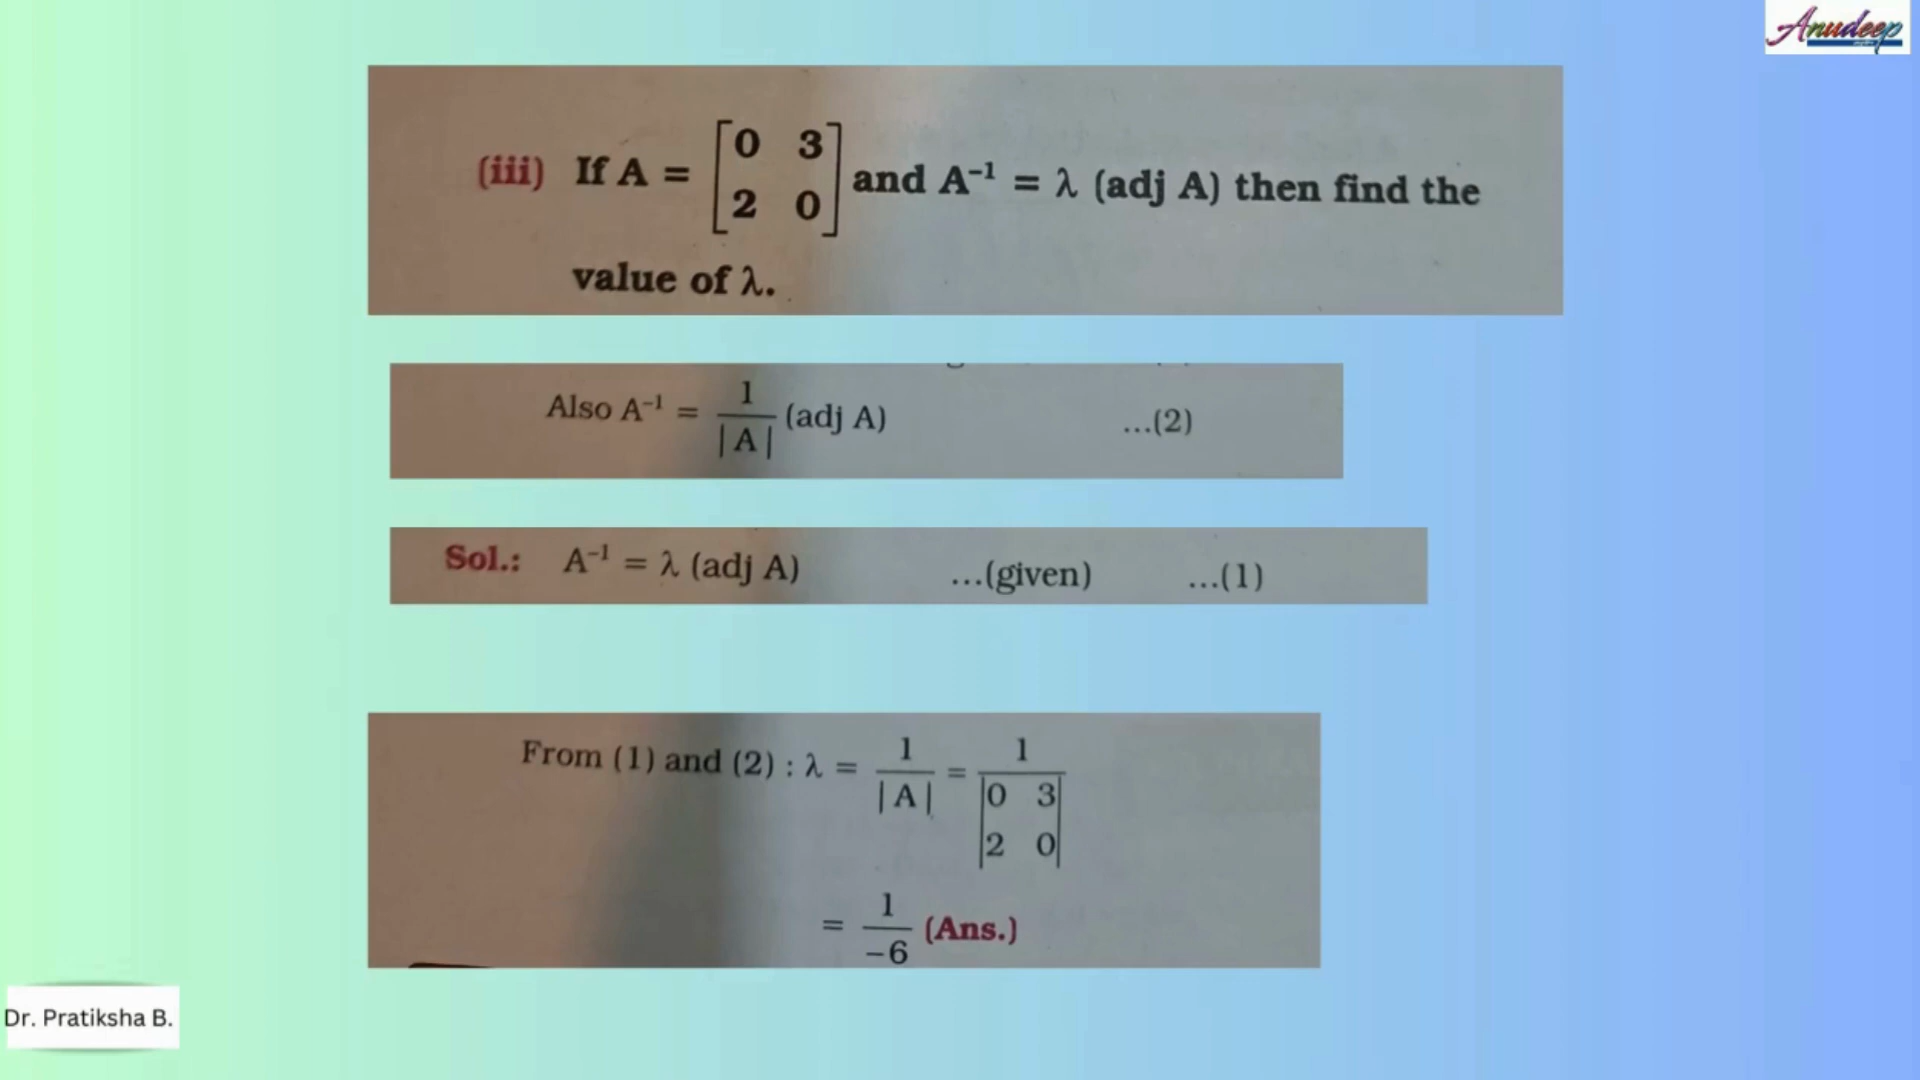 Anudeep
(iii) If A = [0 3
2 0] and A⁻¹ = λ (adj A) then find the
value of λ.
Also A⁻¹ = 1/|A| (adj A) ...(2)
Sol.: A⁻¹ = λ (adj A) ...(given) ...(1)
From (1) and (2) : λ = 1/|A| = 1/|0 3
2 0|
= 1/−6 (Ans.)
Dr. Pratiksha B.